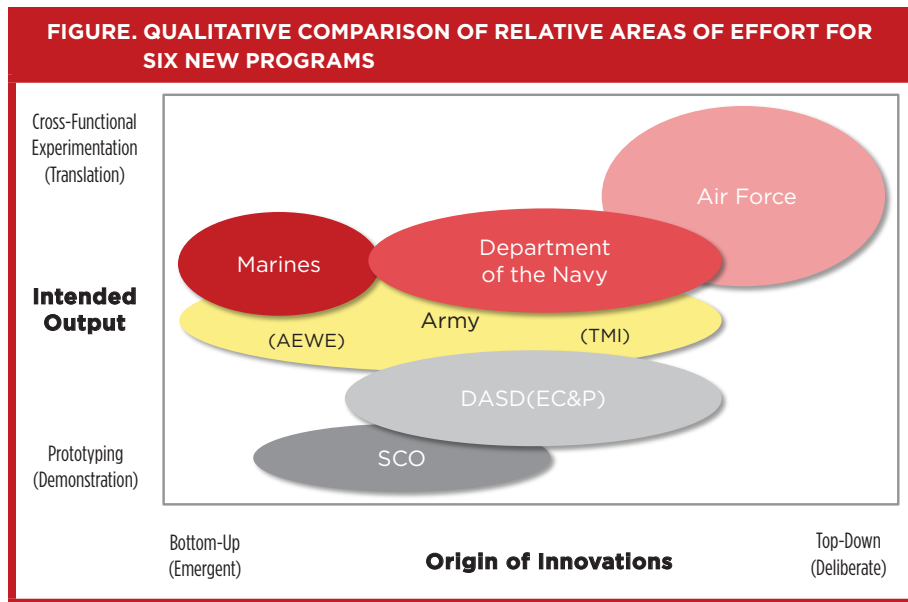 FIGURE. QUALITATIVE COMPARISON OF RELATIVE AREAS OF EFFORT FOR
SIX NEW PROGRAMS
Cross-Functional
Experimentation
(Translation)
Air Force
Marines
Department
of the Navy
Intended
Output
Army
(AEWE)
(TMI)
DASD(EC&P)
SCO
Prototyping
(Demonstration)
Bottom-Up
(Emergent)
Origin of Innovations
Top-Down
(Deliberate)